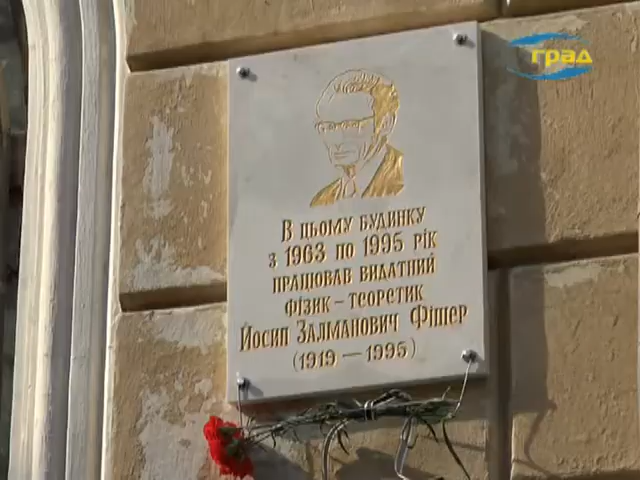 град
В цьому будинку
з 1963 по 1995 рік
працював видатний
фізик – теоретик
Йосип Залманович Фішер
(1919 — 1995)